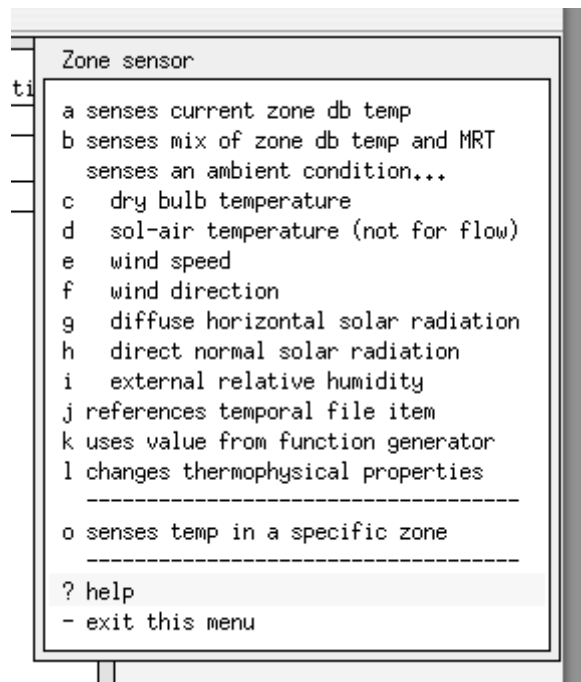 Zone sensor
ti
a senses current zone db temp
b senses mix of zone db temp and MRT
senses an ambient condition...
c dry bulb temperature
d sol-air temperature (not for flow)
e wind speed
f wind direction
g diffuse horizontal solar radiation
h direct normal solar radiation
i external relative humidity
j references temporal file item
k uses value from function generator
l changes thermophysical properties
------------------------------------
o senses temp in a specific zone
------------------------------------
? help
- exit this menu